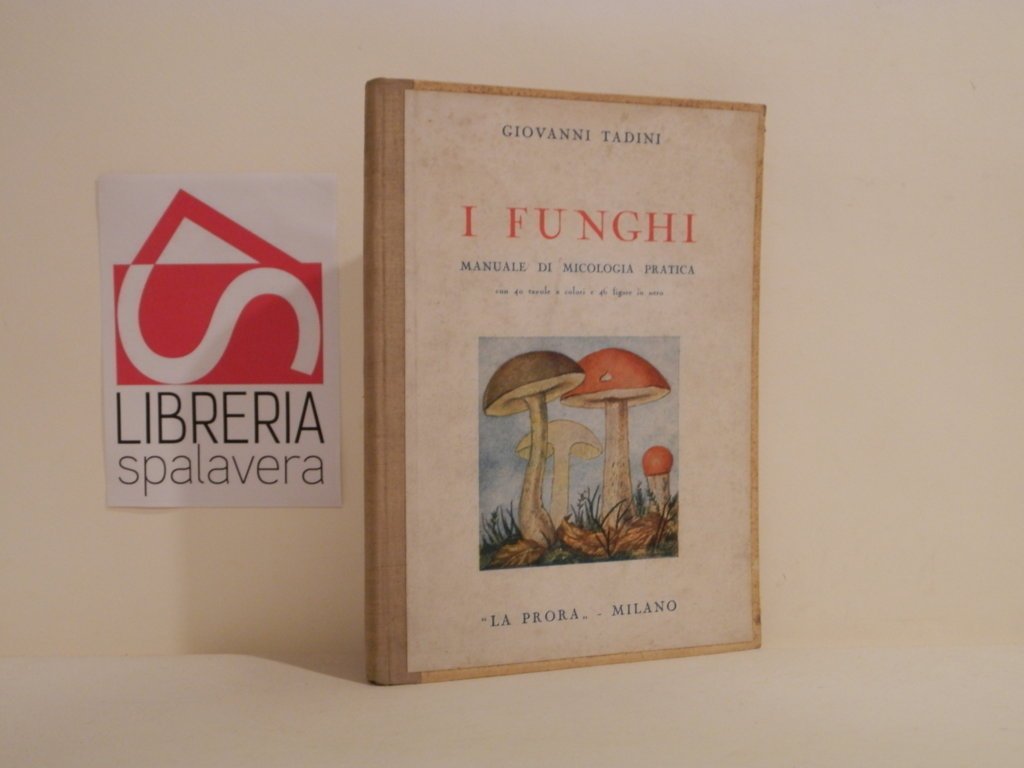 LIBRERIA
spalavera
GIOVANNI TADINI
I FUNGHI
MANUALE DI MICOLOGIA PRATICA
con 40 tavole a colori e 46 figure in nero
"LA PRORA„ - MILANO